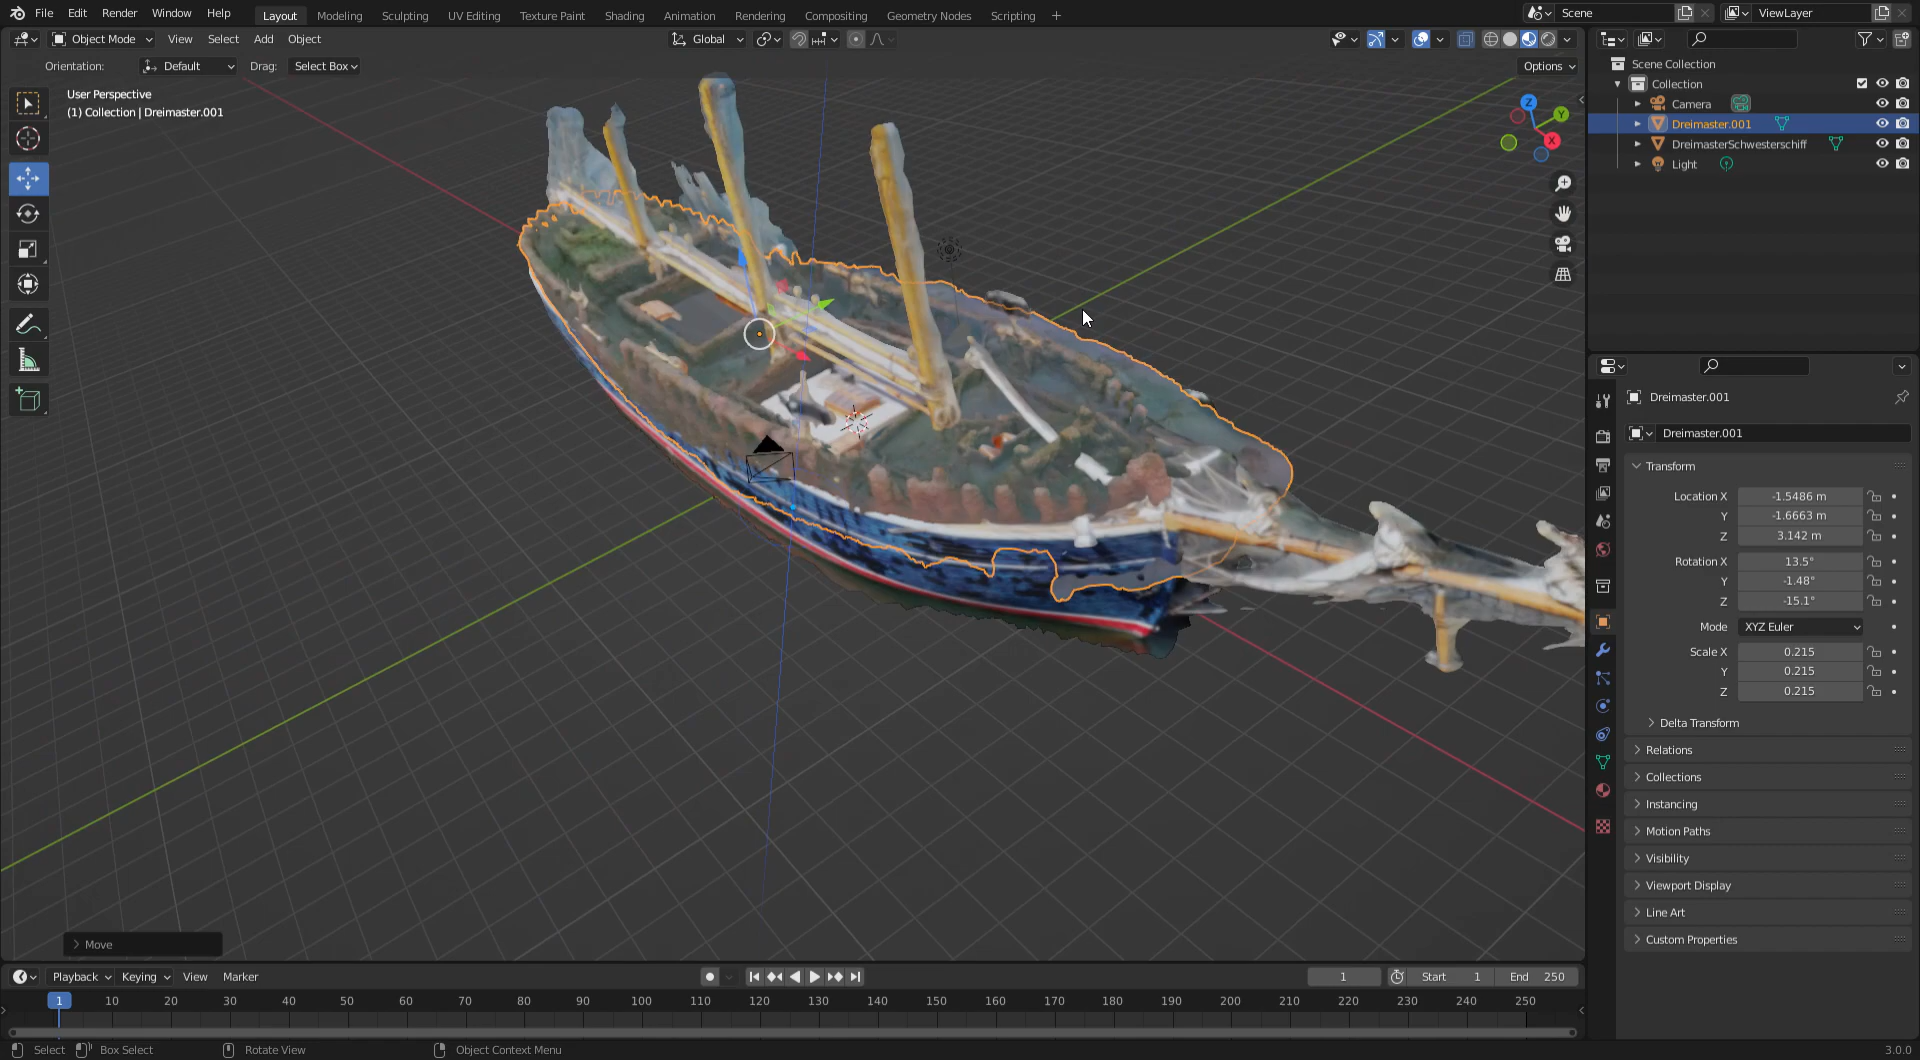 File Edit Render Window Help Layout Modeling Sculpting UV Editing Texture Paint Shading Animation Rendering Compositing Geometry Nodes Scripting + Scene ViewLayer
Object Mode View Select Add Object Global
Orientation: Default Drag: Select Box Options
User Perspective
(1) Collection | Dreimaster.001
Z
Y
X
Scene Collection
Collection
Camera
Dreimaster.001
DreimasterSchwesterschiff
Light
Dreimaster.001
Dreimaster.001
Transform
Location X -1.5486 m
Y -1.6663 m
Z 3.142 m
Rotation X 13.5°
Y -1.48°
Z -15.1°
Mode XYZ Euler
Scale X 0.215
Y 0.215
Z 0.215
Delta Transform
Relations
Collections
Instancing
Motion Paths
Visibility
Viewport Display
Line Art
Custom Properties
Move
Playback Keying View Marker 1 Start 1 End 250
1 10 20 30 40 50 60 70 80 90 100 110 120 130 140 150 160 170 180 190 200 210 220 230 240 250
Select Box Select Rotate View Object Context Menu 3.0.0